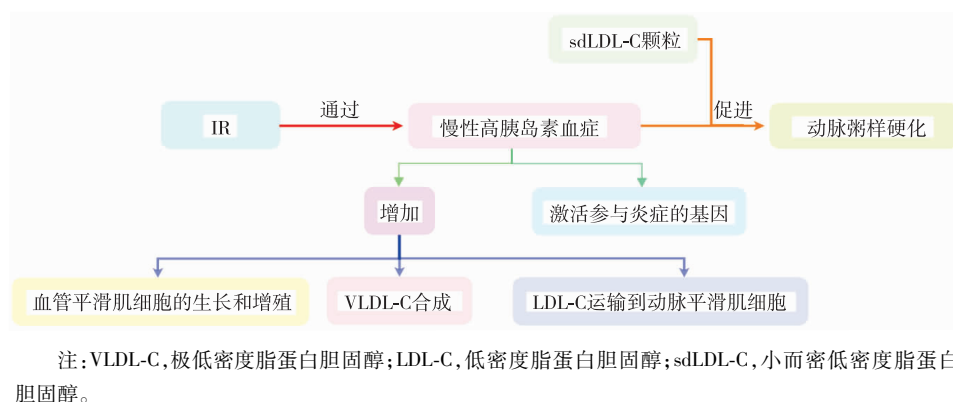 sdLDL-C颗粒
IR
通过
慢性高胰岛素血症
促进
动脉粥样硬化
增加
激活参与炎症的基因
血管平滑肌细胞的生长和增殖
VLDL-C合成
LDL-C运输到动脉平滑肌细胞
注:VLDL-C,极低密度脂蛋白胆固醇;LDL-C,低密度脂蛋白胆固醇;sdLDL-C,小而密低密度脂蛋白
胆固醇。